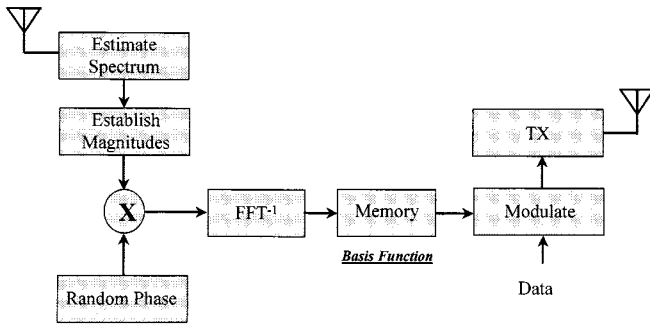 Estimate
Spectrum
Establish
Magnitudes
TX
X
FFT-1
Memory
Modulate
Basis Function
Random Phase
Data